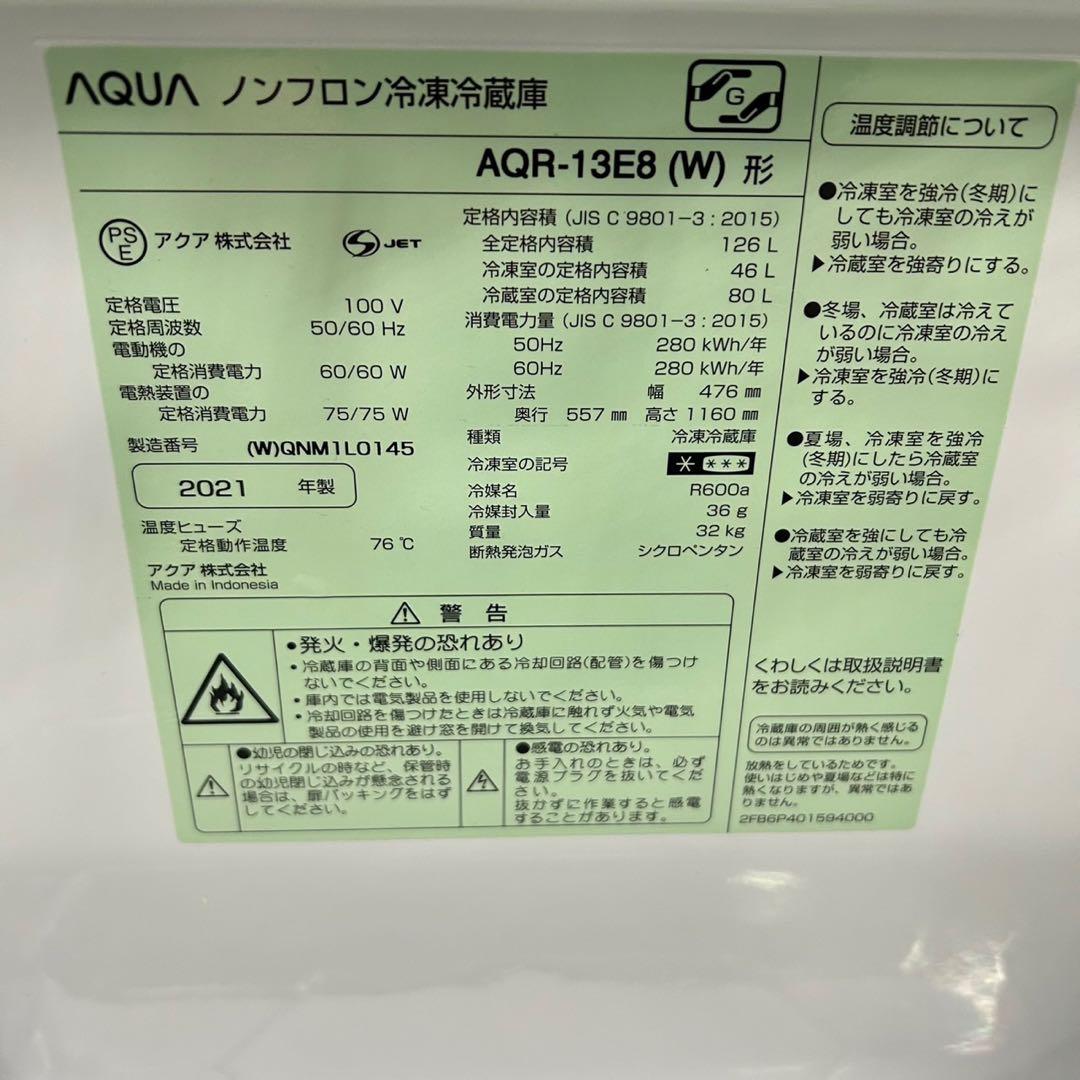 AQUA ノンフロン冷凍冷蔵庫
G
AQR-13E8 (W) 形
PS
E
アクア 株式会社
S JET
定格電圧 100 V
定格周波数 50/60 Hz
電動機の
定格消費電力 60/60 W
電熱装置の
定格消費電力 75/75 W
製造番号 (W)QNM1L0145
2021 年製
温度ヒューズ
定格動作温度 76 ℃
アクア 株式会社
Made in Indonesia
定格内容積 (JIS C 9801-3 : 2015)
全定格内容積 126 L
冷凍室の定格内容積 46 L
冷蔵室の定格内容積 80 L
消費電力量 (JIS C 9801-3 : 2015)
50Hz 280 kWh/年
60Hz 280 kWh/年
外形寸法 幅 476 ㎜
奥行 557 ㎜ 高さ 1160 ㎜
種類 冷凍冷蔵庫
冷凍室の記号 * ***
冷媒名 R600a
冷媒封入量 36 g
質量 32 kg
断熱発泡ガス シクロペンタン
警 告
●発火・爆発の恐れあり
・冷蔵庫の背面や側面にある冷却回路(配管)を傷つけ
ないでください。
・庫内では電気製品を使用しないでください。
・冷却回路を傷つけたときは冷蔵庫に触れず火気や電気
製品の使用を避け窓を開けて換気してください。
●幼児の閉じ込みの恐れあり。
リサイクルの時など、保管時
の幼児閉じ込みが懸念される
場合は、扉パッキングをはず
してください。
●感電の恐れあり。
お手入れのときは、必ず
電源プラグを抜いてくだ
さい。
抜かずに作業すると感電
することがあります。
温度調節について
●冷凍室を強冷(冬期)に
しても冷凍室の冷えが
弱い場合。
▶冷蔵室を強寄りにする。
●冬場、冷蔵室は冷えて
いるのに冷凍室の冷え
が弱い場合。
▶冷凍室を強冷(冬期)に
する。
●夏場、冷凍室を強冷
(冬期)にしたら冷蔵室
の冷えが弱い場合。
▶冷凍室を弱寄りに戻す。
●冷蔵室を強にしても冷
蔵室の冷えが弱い場合。
▶冷凍室を弱寄りに戻す。
くわしくは取扱説明書
をお読みください。
冷蔵庫の周囲が熱く感じる
のは異常ではありません。
放熱をしているためです。
使いはじめや夏場などは特に
熱くなりますが、異常ではあ
りません。
2FB6P401594000